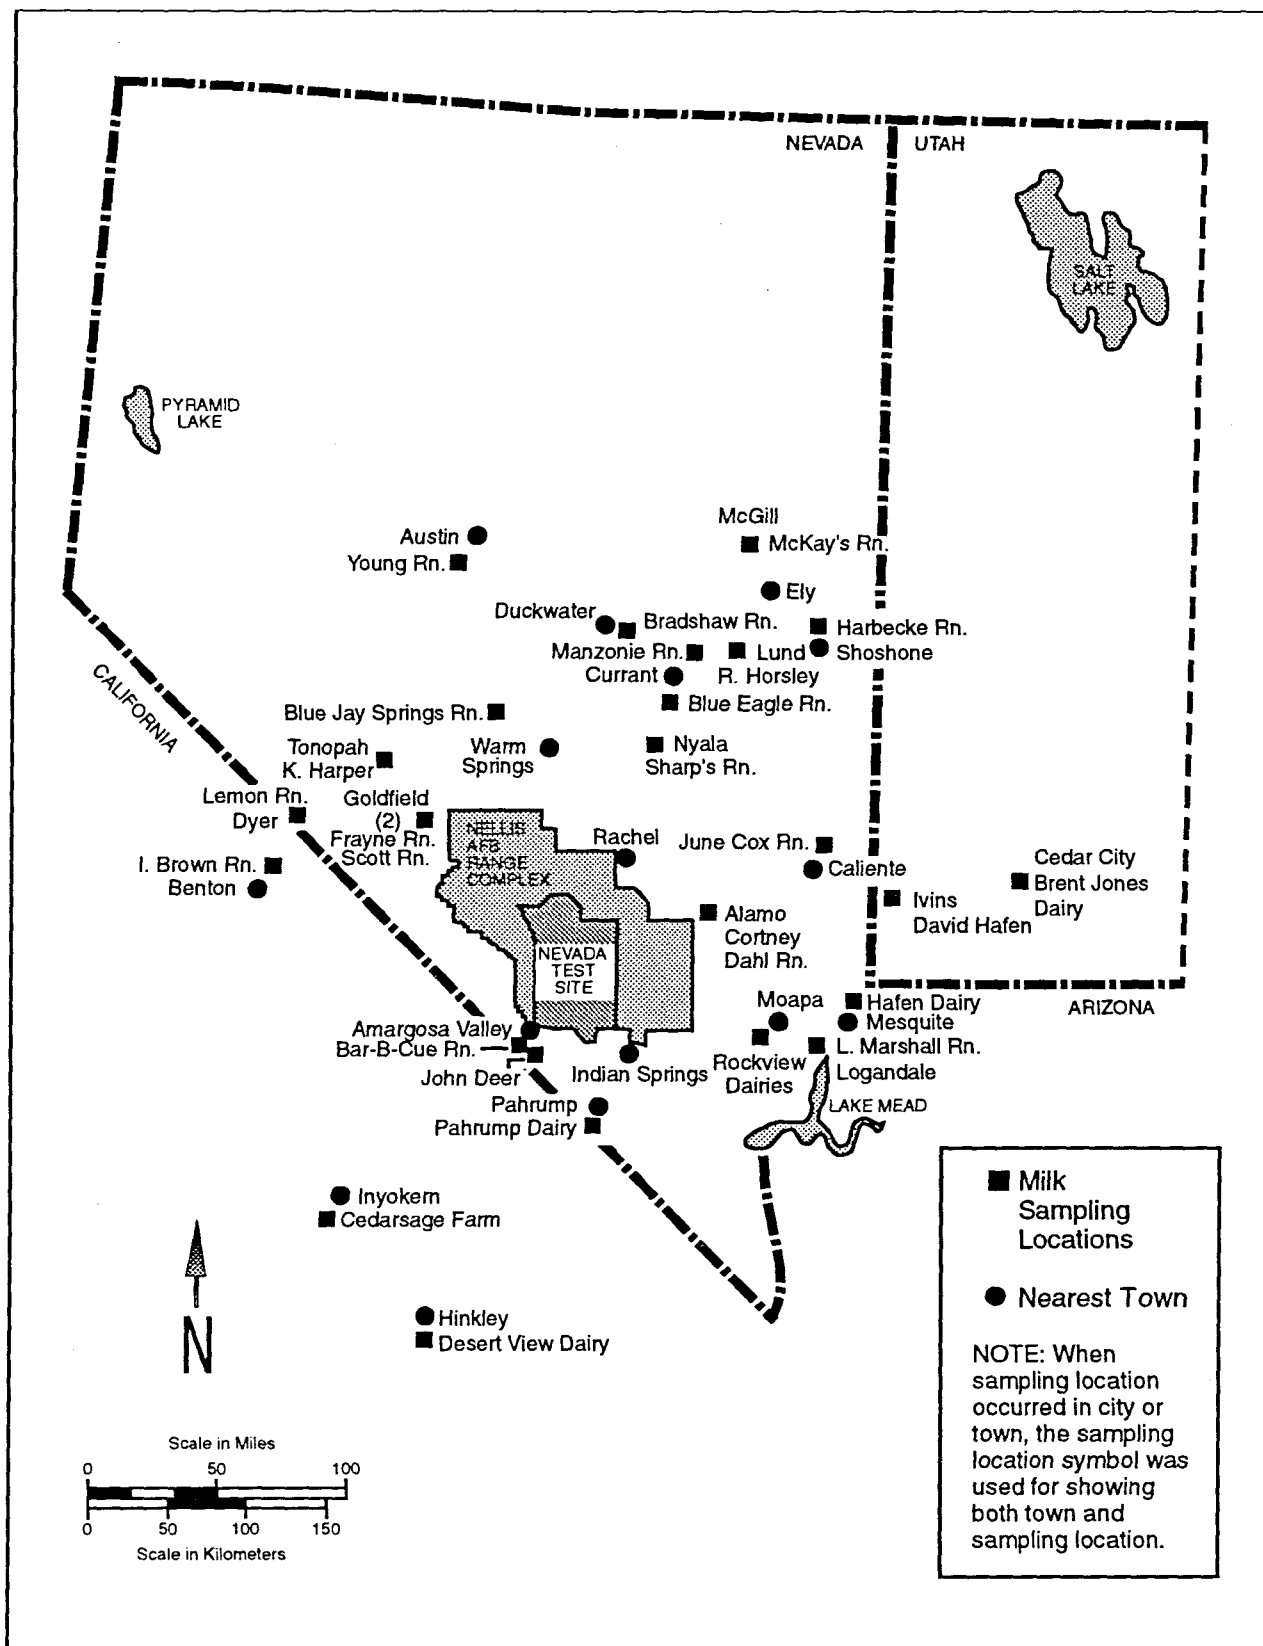 NEVADA
UTAH
SALT
LAKE
PYRAMID
LAKE
McGill
Austin
McKay's Rn.
Young Rn.
Ely
Duckwater
Bradshaw Rn.
Harbecke Rn.
Manzonie Rn.
Lund
Shoshone
Currant
R. Horsley
CALIFORNIA
Blue Eagle Rn.
Blue Jay Springs Rn.
Tonopah
K. Harper
Warm
Springs
Nyala
Sharp's Rn.
Lemon Rn.
Dyer
Goldfield
(2)
Frayne Rn.
Scott Rn.
NELLIS
AFB
RANGE
COMPLEX
Rachel
June Cox Rn.
I. Brown Rn.
Benton
Caliente
Cedar City
Brent Jones
Dairy
Ivins
David Hafen
Alamo
Cortney
Dahl Rn.
NEVADA
TEST
SITE
Moapa
Hafen Dairy
ARIZONA
Amargosa Valley
Mesquite
Bar-B-Cue Rn.
L. Marshall Rn.
Logandale
John Deer
Indian Springs
Rockview
Dairies
Pahrump
Pahrump Dairy
LAKE MEAD
Inyokern
Cedarsage Farm
N
Hinkley
Desert View Dairy
Milk
Sampling
Locations
Nearest Town
NOTE: When
sampling location
occurred in city or
town, the sampling
location symbol was
used for showing
both town and
sampling location.
Scale in Miles
0 50 100
0 50 100 150
Scale in Kilometers